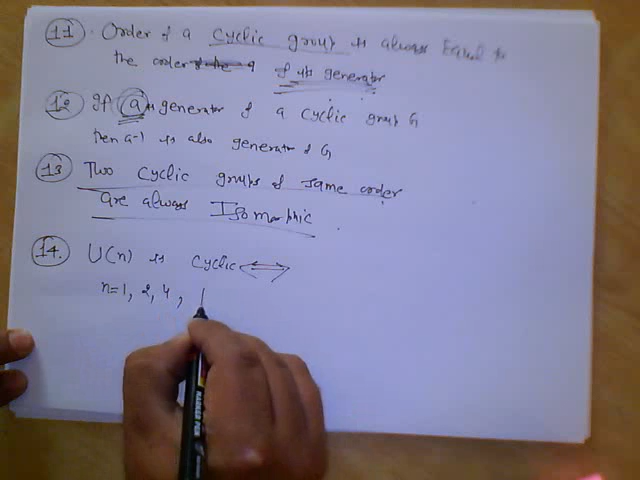 11. Order of a cyclic group is always Equal to
the order of its generator
12 If a is generator of a cyclic group G
then a-1 is also generator of G
13 Two cyclic groups of same order
are always Isomorphic.
14. U(n) is cyclic ⟺
n=1, 2, 4,